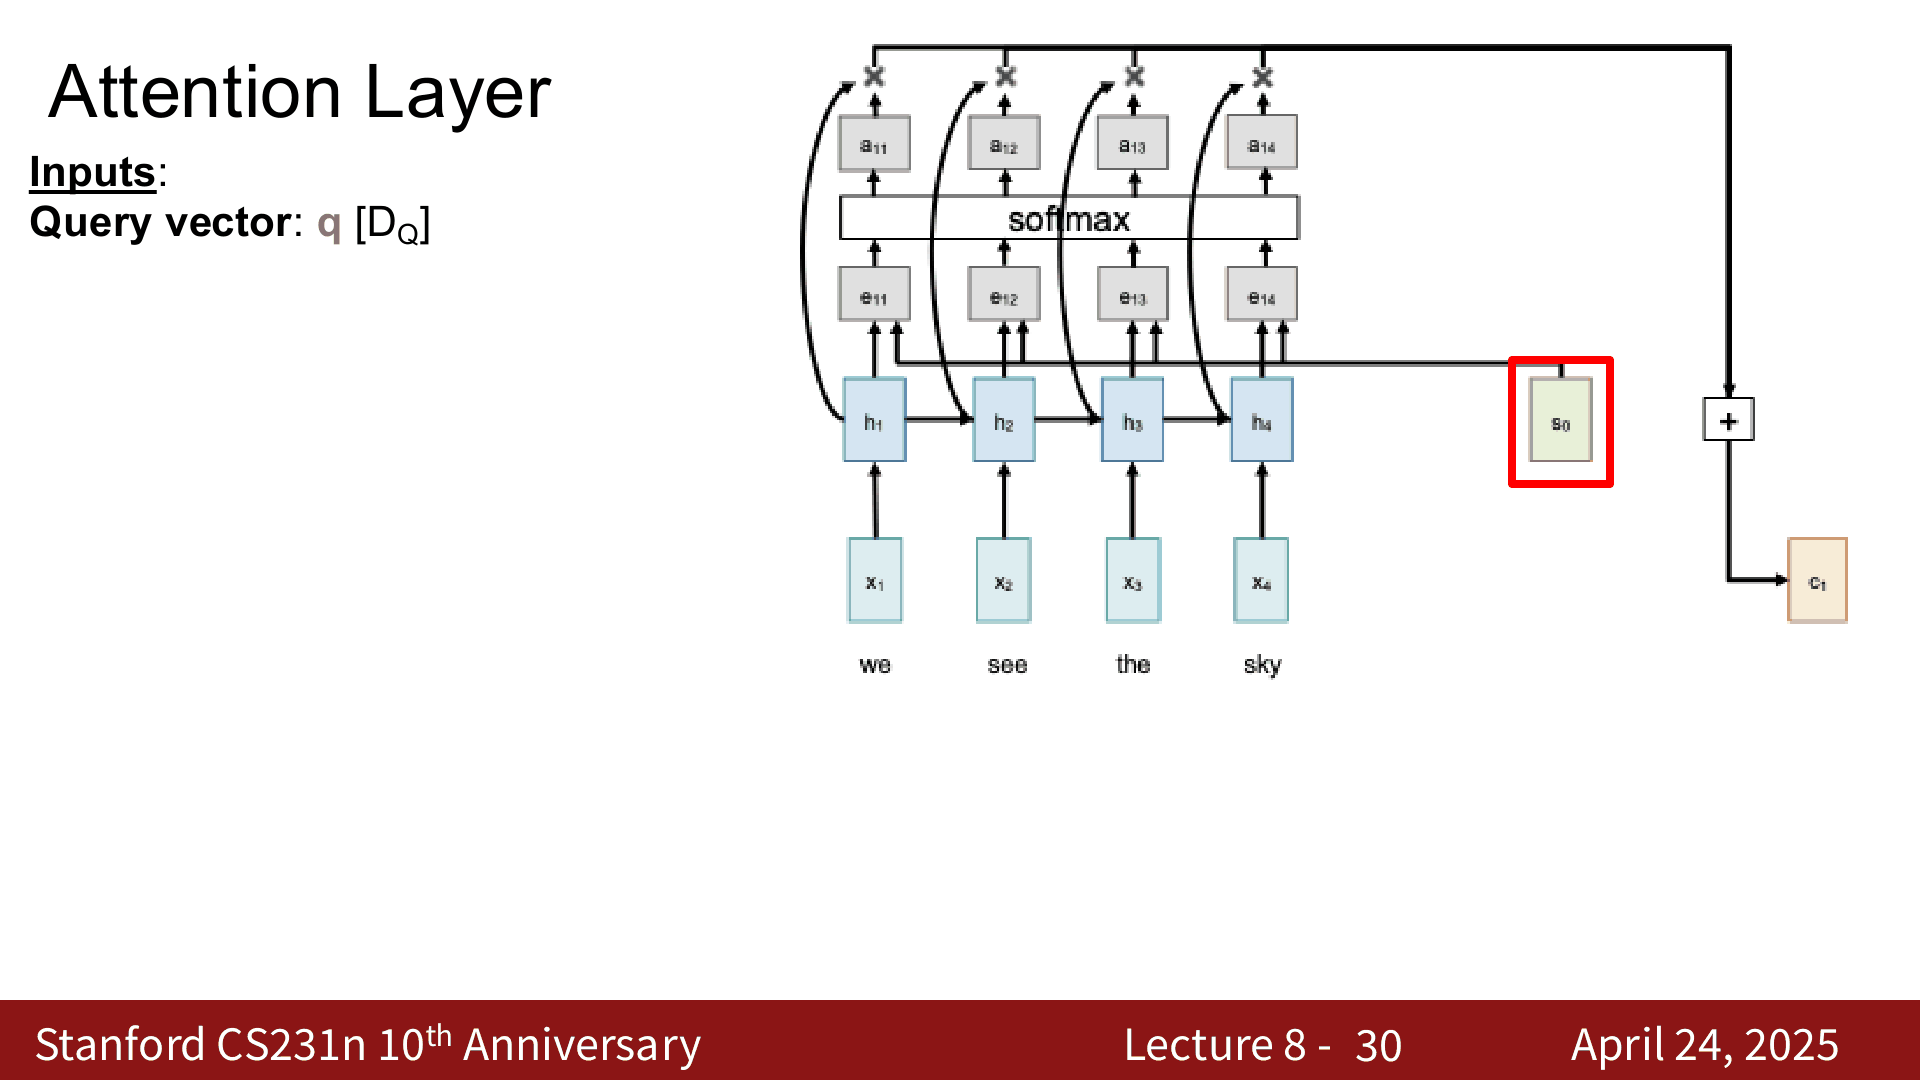 Attention Layer
Inputs:
Query vector: q [D_Q]
× × × ×
a₁₁ a₁₂ a₁₃ a₁₄
softmax
e₁₁ e₁₂ e₁₃ e₁₄
h₁ h₂ h₃ h₄ s₀ +
x₁ x₂ x₃ x₄ c₁
we see the sky
Stanford CS231n 10th Anniversary Lecture 8 - 30 April 24, 2025